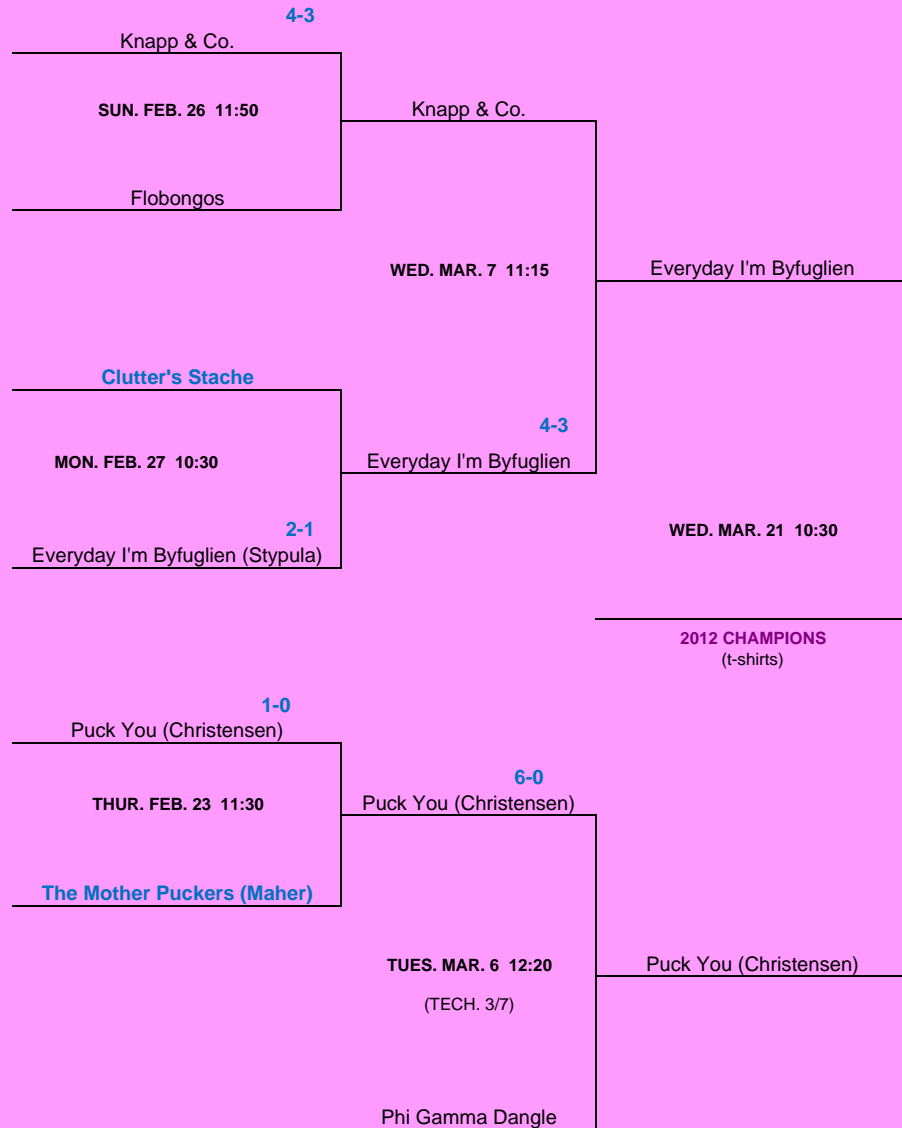 4-3
Knapp & Co.
SUN. FEB. 26  11:50
Knapp & Co.
Flobongos
WED. MAR. 7  11:15
Everyday I'm Byfuglien
Clutter's Stache
4-3
MON. FEB. 27  10:30
Everyday I'm Byfuglien
2-1
Everyday I'm Byfuglien (Stypula)
WED. MAR. 21  10:30
2012 CHAMPIONS
(t-shirts)
1-0
Puck You (Christensen)
6-0
THUR. FEB. 23  11:30
Puck You (Christensen)
The Mother Puckers (Maher)
TUES. MAR. 6  12:20
Puck You (Christensen)
(TECH. 3/7)
Phi Gamma Dangle